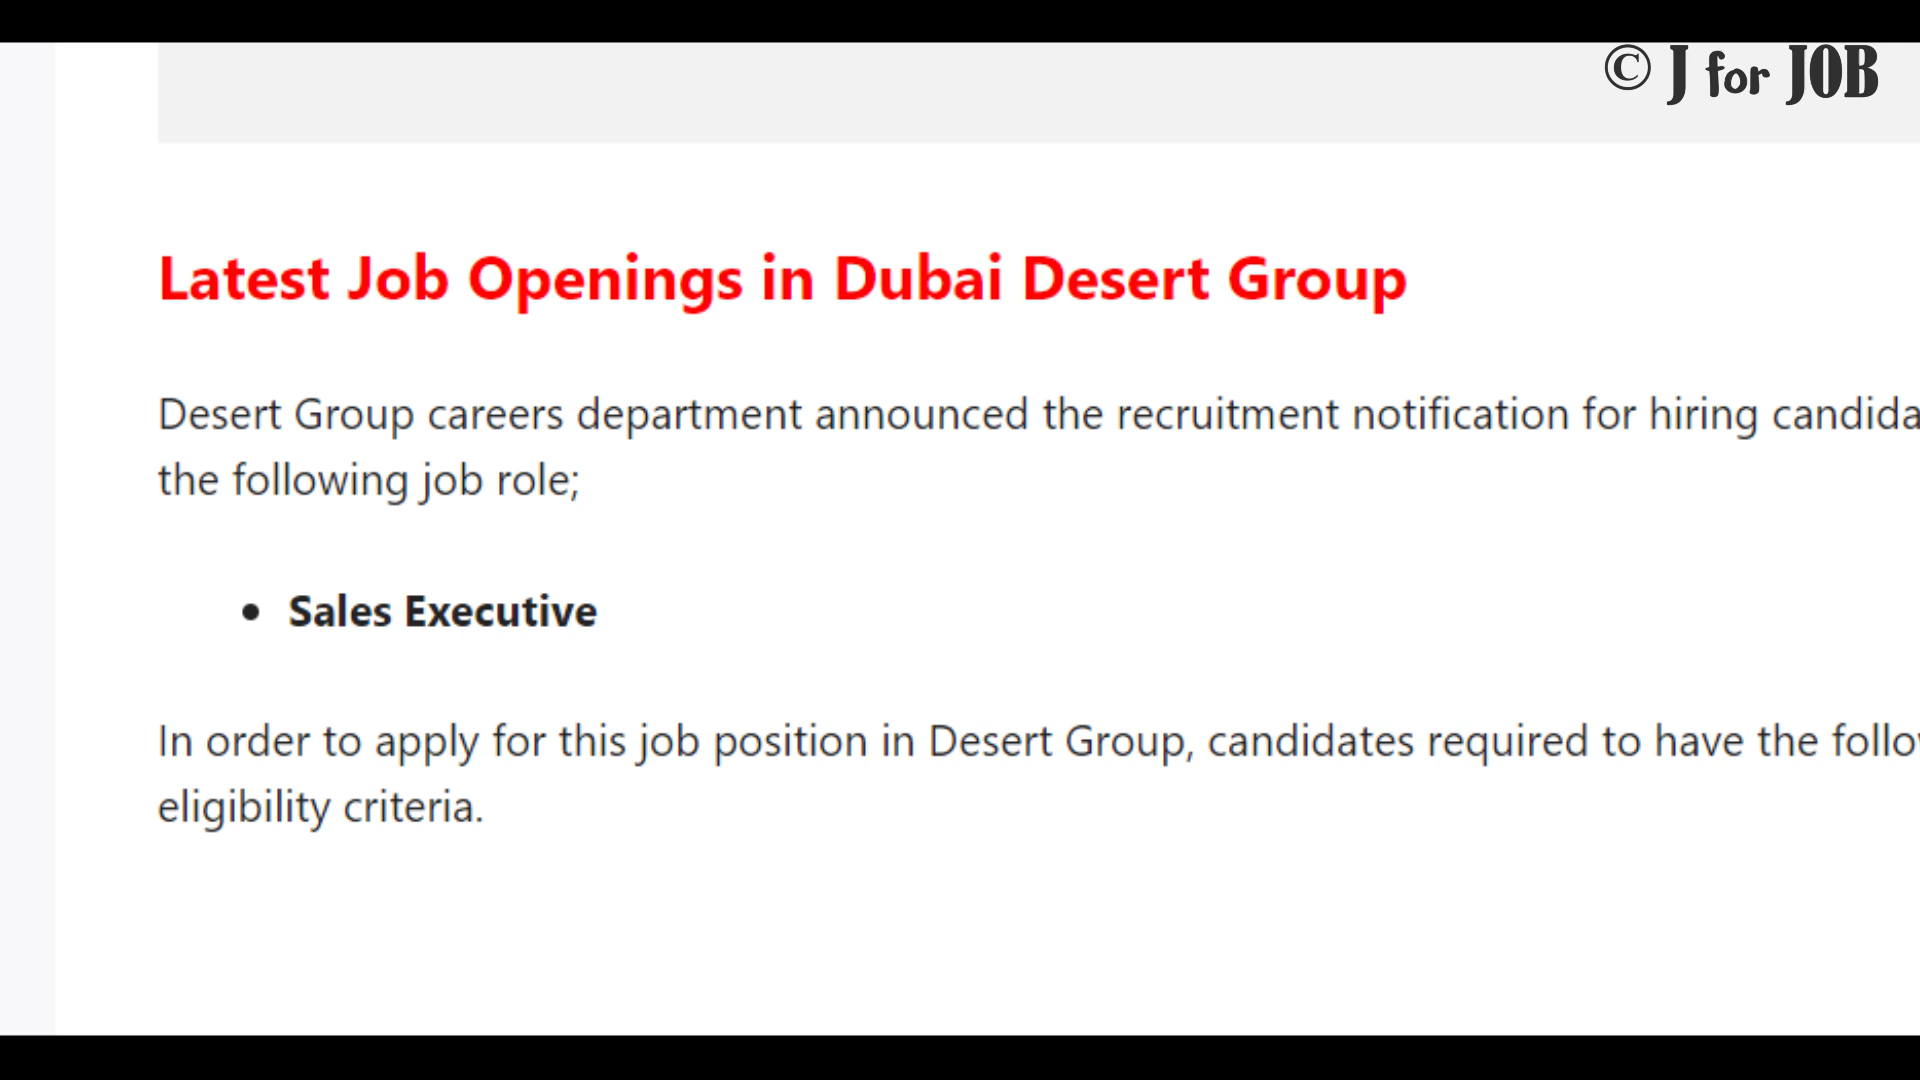 © J for JOB
Latest Job Openings in Dubai Desert Group
Desert Group careers department announced the recruitment notification for hiring
the following job role;
• Sales Executive
In order to apply for this job position in Desert Group, candidates required to have the
eligibility criteria.